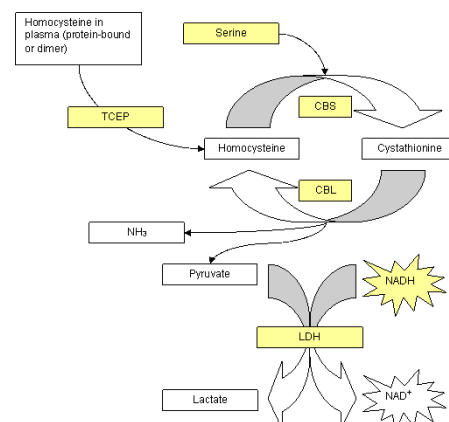 Homocysteine in
plasma (protein-bound
or dimer)
Serine
TCEP
CBS
Homocysteine
Cystathionine
CBL
NH₃
Pyruvate
NADH
LDH
Lactate
NAD⁺